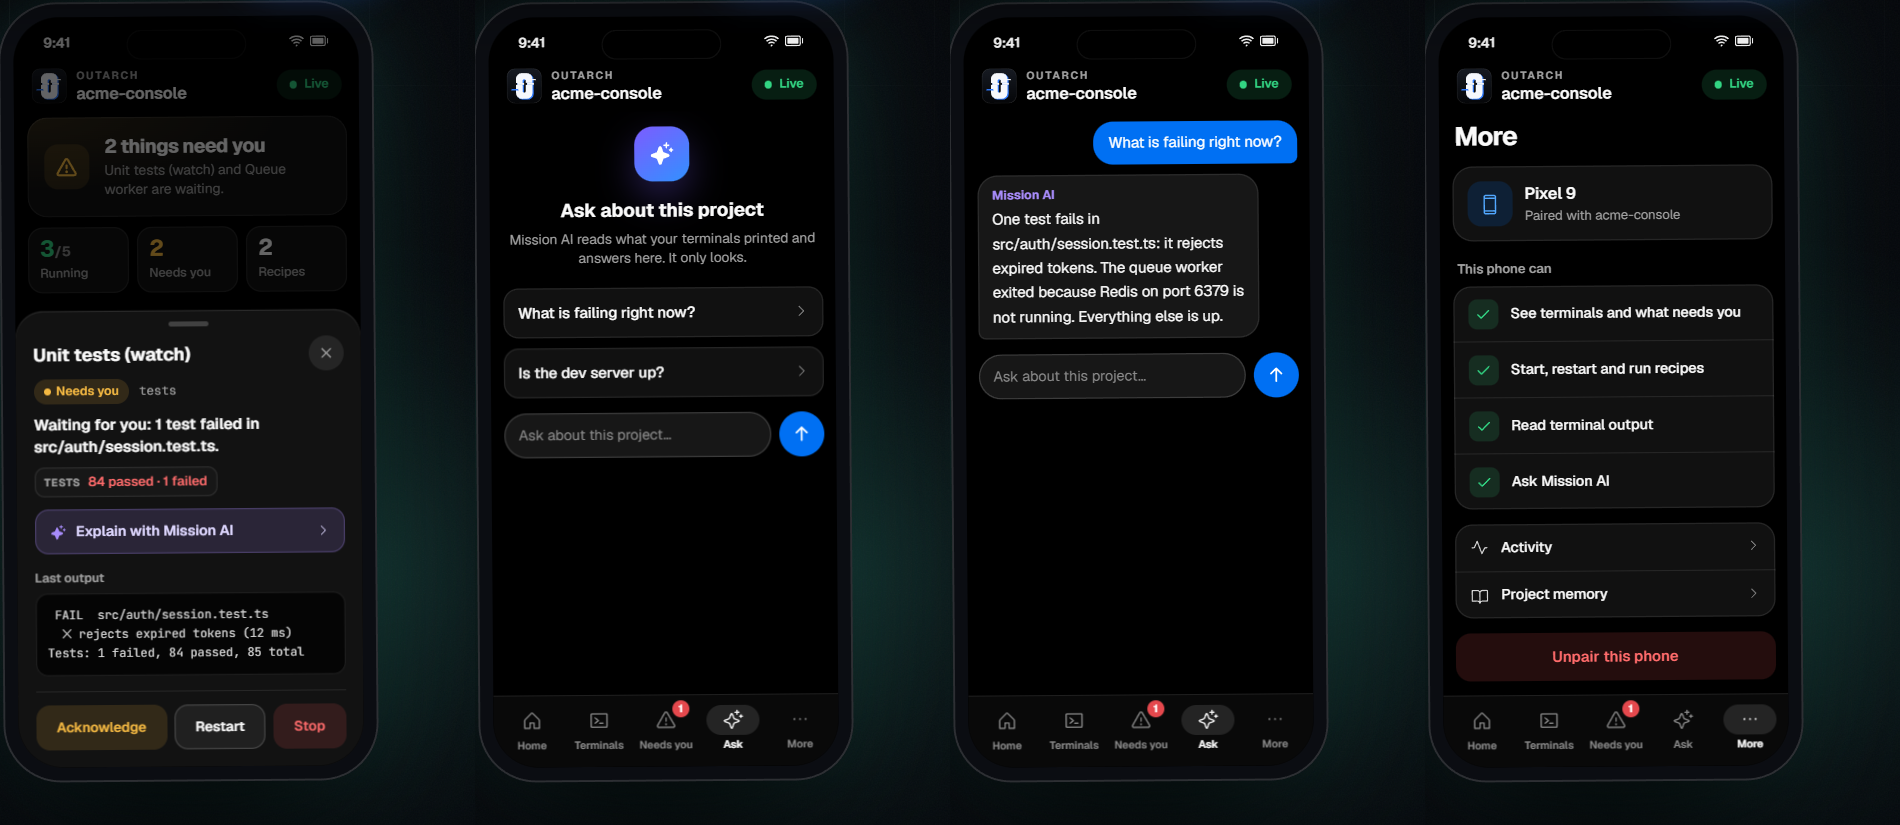 9:41
OUTARCH
acme-console
Live
2 things need you
Unit tests (watch) and Queue
worker are waiting.
3/5
Running
2
Needs you
2
Recipes
Unit tests (watch)
Needs you
tests
Waiting for you: 1 test failed in
src/auth/session.test.ts.
TESTS 84 passed · 1 failed
Explain with Mission AI
Last output
FAIL src/auth/session.test.ts
× rejects expired tokens (12 ms)
Tests: 1 failed, 84 passed, 85 total
Acknowledge
Restart
Stop
9:41
OUTARCH
acme-console
Live
Ask about this project
Mission AI reads what your terminals printed and
answers here. It only looks.
What is failing right now?
Is the dev server up?
Ask about this project...
1
Home
Terminals
Needs you
Ask
More
9:41
OUTARCH
acme-console
Live
What is failing right now?
Mission AI
One test fails in
src/auth/session.test.ts: it rejects
expired tokens. The queue worker
exited because Redis on port 6379 is
not running. Everything else is up.
Ask about this project...
1
Home
Terminals
Needs you
Ask
More
9:41
OUTARCH
acme-console
Live
More
Pixel 9
Paired with acme-console
This phone can
See terminals and what needs you
Start, restart and run recipes
Read terminal output
Ask Mission AI
Activity
Project memory
Unpair this phone
1
Home
Terminals
Needs you
Ask
More